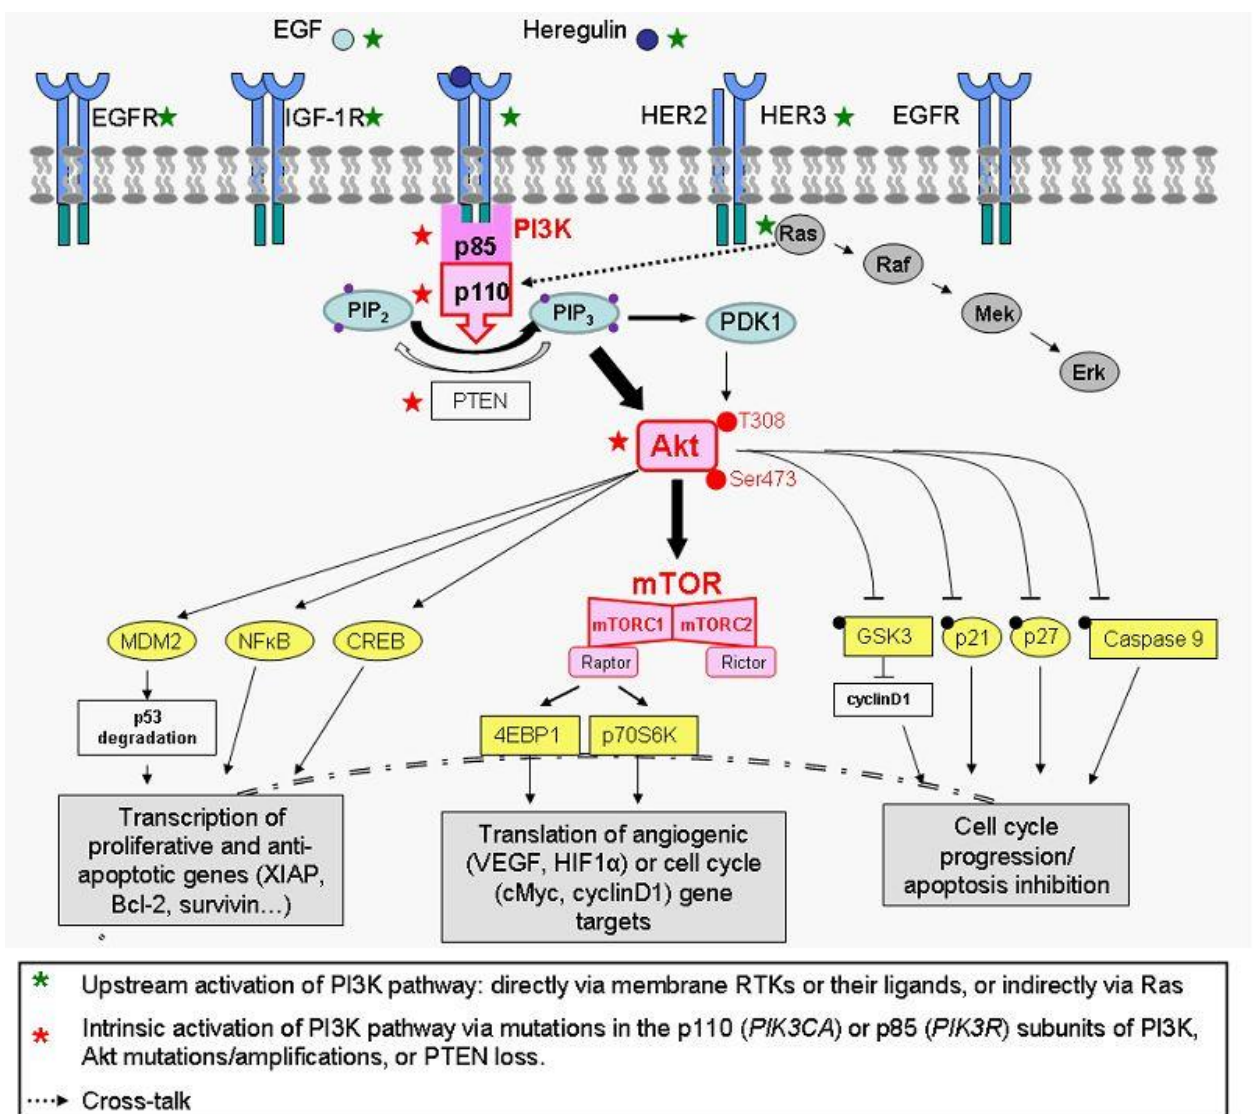 EGF
Heregulin
EGFR
IGF-1R
HER2
HER3
EGFR
PI3K
p85
Ras
Raf
p110
PIP2
PIP3
PDK1
Mek
Erk
PTEN
T308
Akt
Ser473
mTOR
mTORC1
mTORC2
MDM2
NFκB
CREB
GSK3
p21
p27
Caspase 9
Raptor
Rictor
cyclinD1
p53
degradation
4EBP1
p70S6K
Transcription of
proliferative and anti-
apoptotic genes (XIAP,
Bcl-2, survivin…)
Translation of angiogenic
(VEGF, HIF1α) or cell cycle
(cMyc, cyclinD1) gene
targets
Cell cycle
progression/
apoptosis inhibition
* Upstream activation of PI3K pathway: directly via membrane RTKs or their ligands, or indirectly via Ras
* Intrinsic activation of PI3K pathway via mutations in the p110 (PIK3CA) or p85 (PIK3R) subunits of PI3K,
Akt mutations/amplifications, or PTEN loss.
Cross-talk